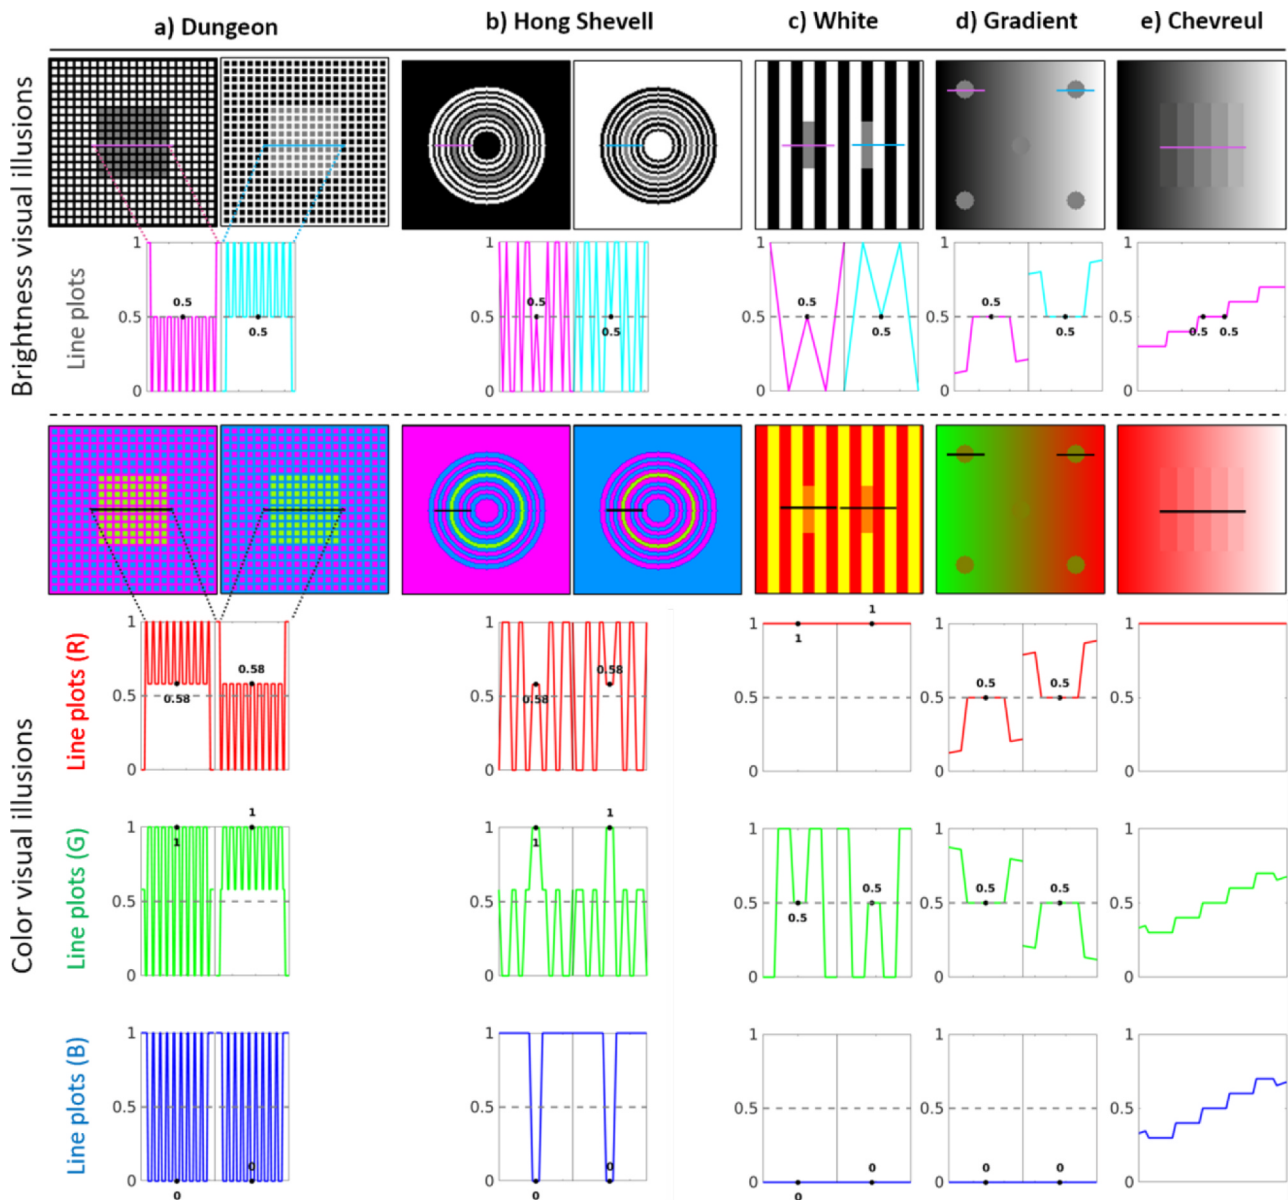 a) Dungeon b) Hong Shevell c) White d) Gradient e) Chevreul
Brightness visual illusions
Line plots
1 1 1 1 1
0.5 0.5 0.5 0.5
0.5 0.5 0.5 0.5 0.5
0.5 0.5 0.5 0.5 0.5 0.5
0 0 0 0 0
Color visual illusions
Line plots (R)
1
1 1 1 1 1
1
0.58 0.58 0.5 0.5
0.5 0.58 0.5 0.58 0.5 0.5 0.5
0 0 0 0 0
Line plots (G)
1 1 1 1
1 1 1 1 1
1 1
0.5 0.5 0.5
0.5 0.5 0.5 0.5 0.5
0.5
0 0 0 0 0
Line plots (B)
1 1 1 1 1
0.5 0.5 0.5 0.5 0.5
0 0 0 0 0
0 0 0 0 0
0 0 0